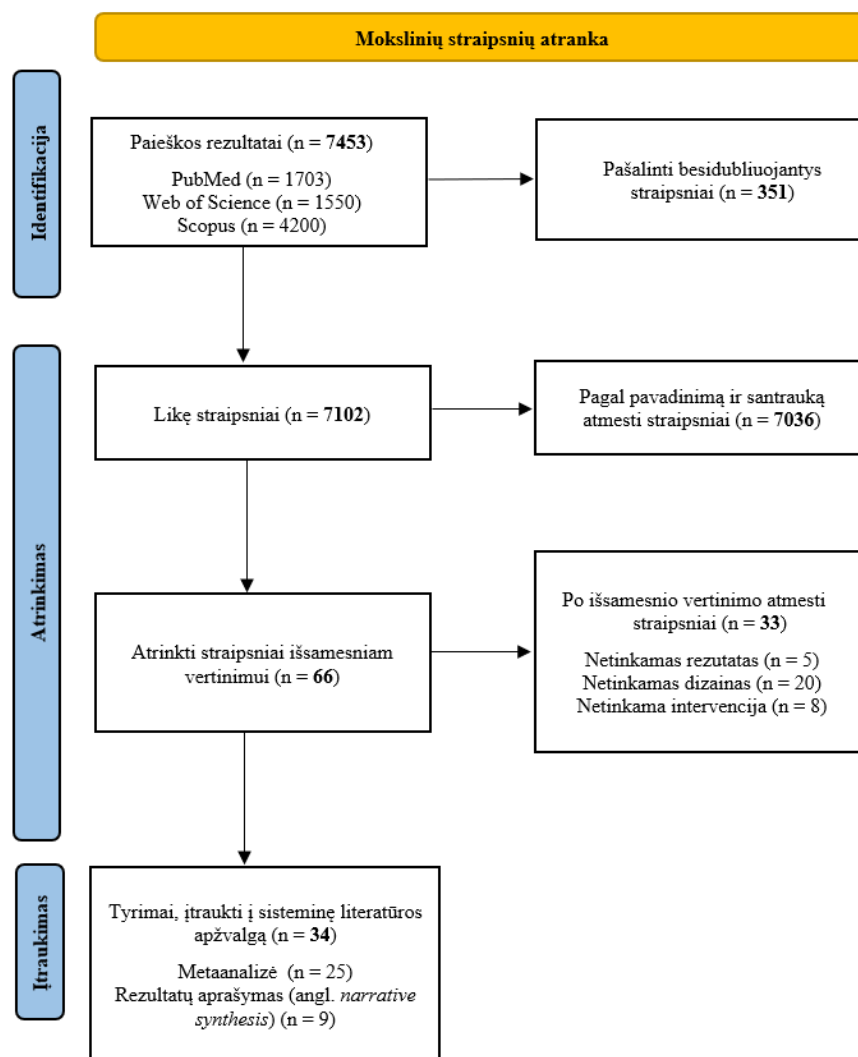 Mokslinių straipsnių atranka
Identifikacija
Paieškos rezultatai (n = 7453)
PubMed (n = 1703)
Web of Science (n = 1550)
Scopus (n = 4200)
Pašalinti besidubliuojantys
straipsniai (n = 351)
Atrinkimas
Likę straipsniai (n = 7102)
Pagal pavadinimą ir santrauką
atmesti straipsniai (n = 7036)
Atrinkti straipsniai išsamesniam
vertinimui (n = 66)
Po išsamesnio vertinimo atmesti
straipsniai (n = 33)
Netinkamas rezutatas (n = 5)
Netinkamas dizainas (n = 20)
Netinkama intervencija (n = 8)
Įtraukimas
Tyrimai, įtraukti į sisteminę literatūros
apžvalgą (n = 34)
Metaanalizė (n = 25)
Rezultatų aprašymas (angl. narrative
synthesis) (n = 9)